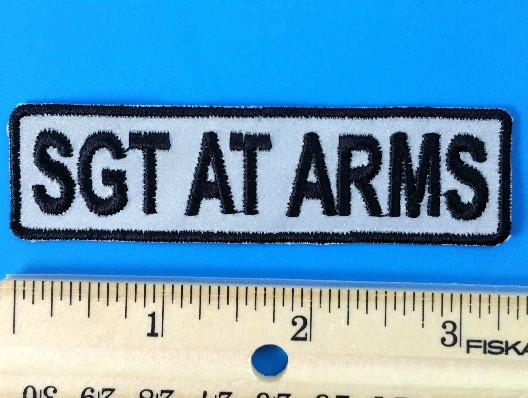 SGT AT ARMS
1 2 3 FISKA